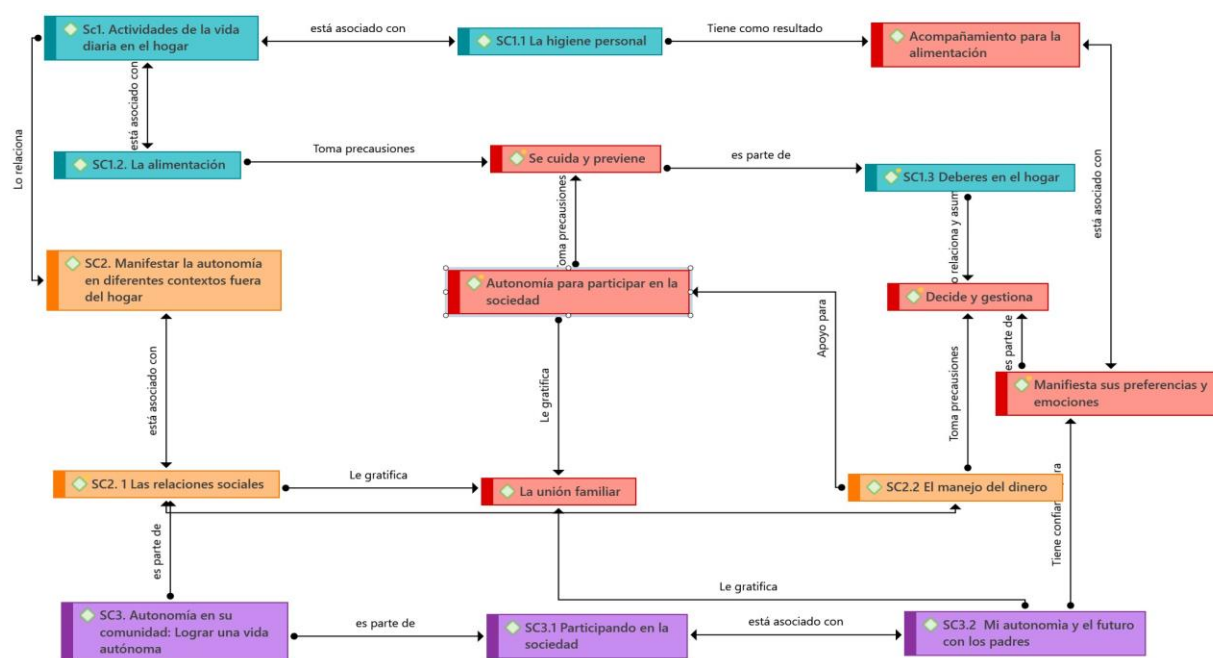 Sc1. Actividades de la vida
diaria en el hogar
está asociado con
SC1.1 La higiene personal
Tiene como resultado
Acompañamiento para la
alimentación
Lo relaciona
está asociado con
SC1.2. La alimentación
Toma precausiones
Se cuida y previene
es parte de
SC1.3 Deberes en el hogar
está asociado con
Toma precausiones
o relaciona y asum
SC2. Manifestar la autonomía
en diferentes contextos fuera
del hogar
Autonomía para participar en la
sociedad
Decide y gestiona
Apoyo para
es parte de
Manifiesta sus preferencias y
emociones
está asociado con
Le gratifica
Toma precausiones
SC2. 1 Las relaciones sociales
Le gratifica
La unión familiar
SC2.2 El manejo del dinero
Tiene
es parte de
Le gratifica
SC3. Autonomía en su
comunidad: Lograr una vida
autónoma
es parte de
SC3.1 Participando en la
sociedad
está asociado con
SC3.2 Mi autonomia y el futuro
con los padres